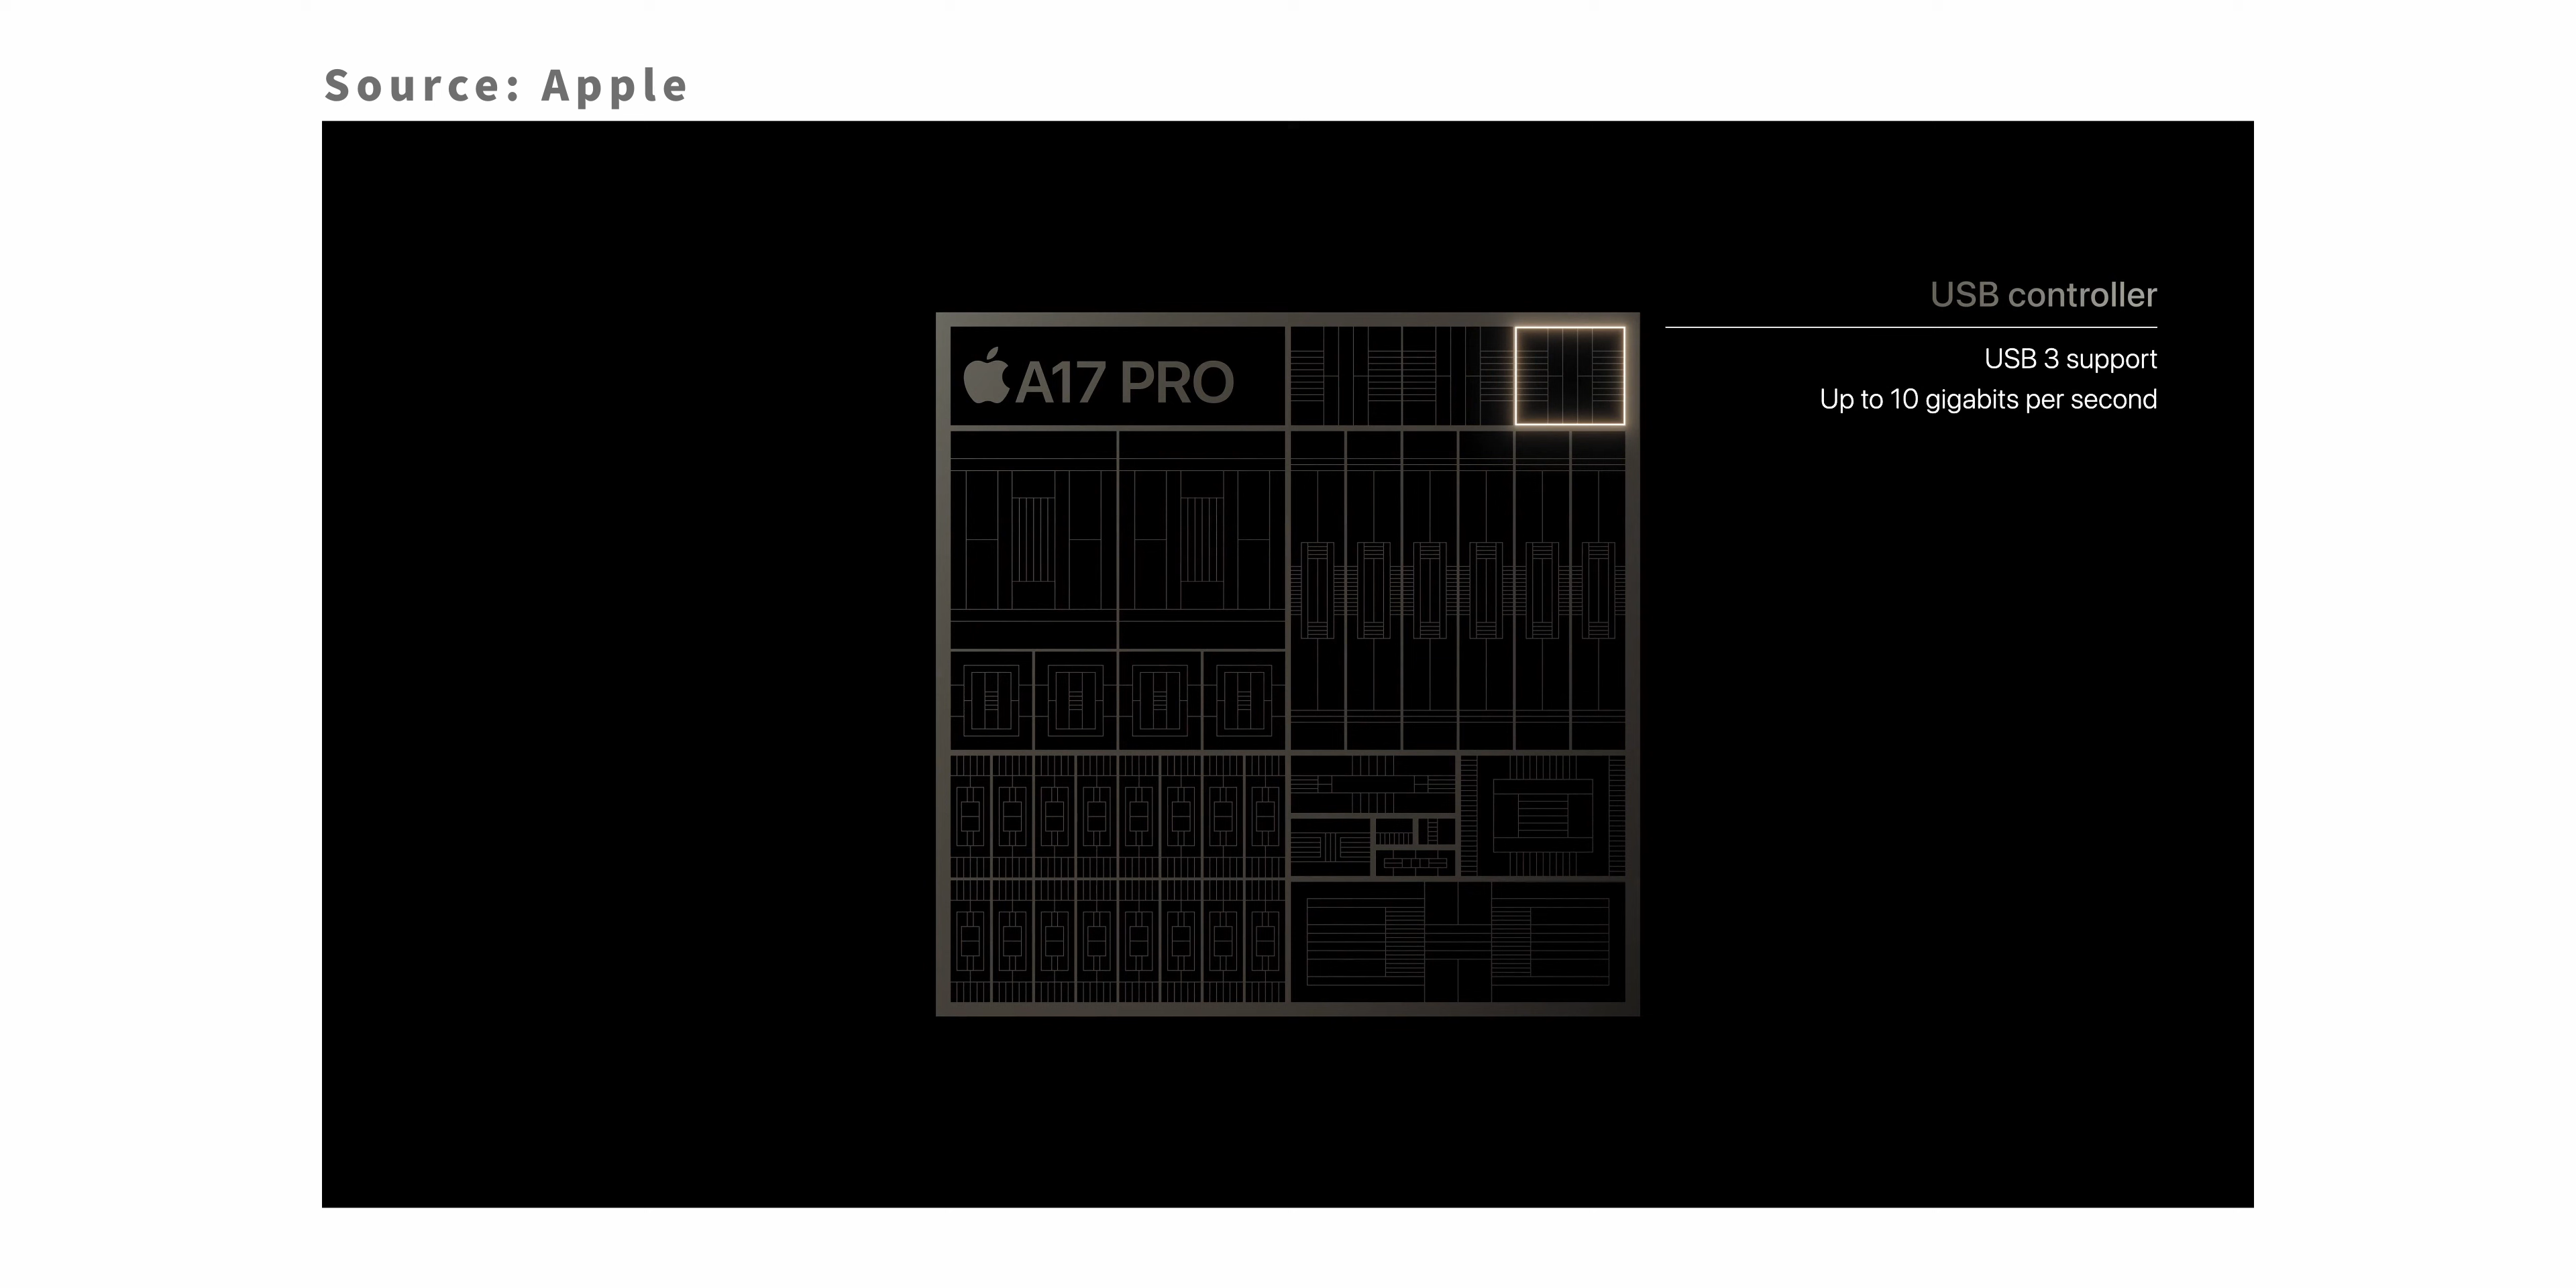 Source: Apple
A17 PRO
USB controller
USB 3 support
Up to 10 gigabits per second